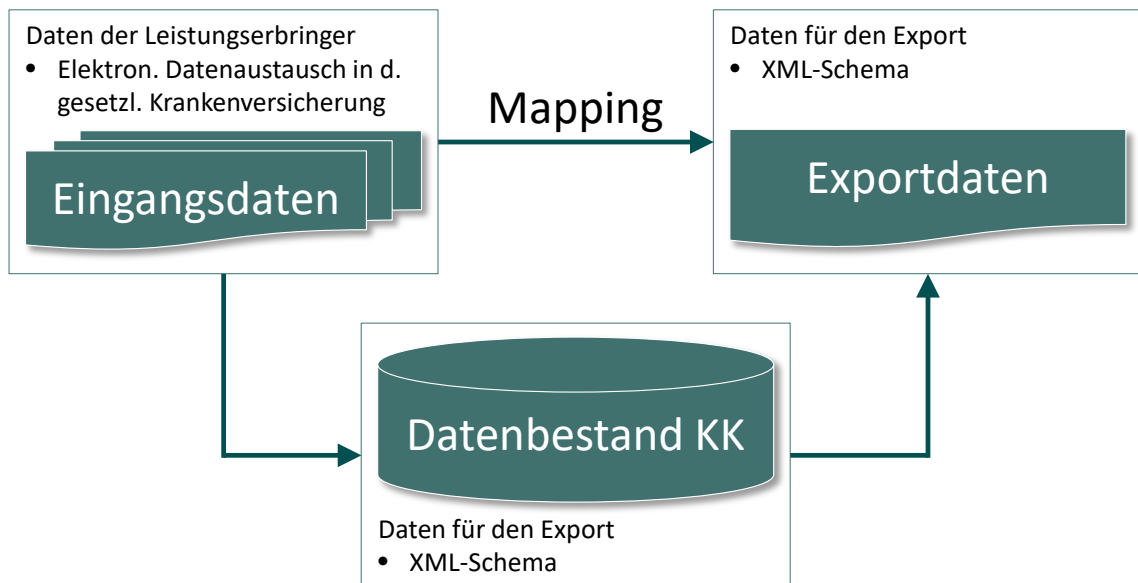 Daten der Leistungserbringer
• Elektron. Datenaustausch in d.
gesetzl. Krankenversicherung
Eingangsdaten
Mapping
Daten für den Export
• XML-Schema
Exportdaten
Datenbestand KK
Daten für den Export
• XML-Schema